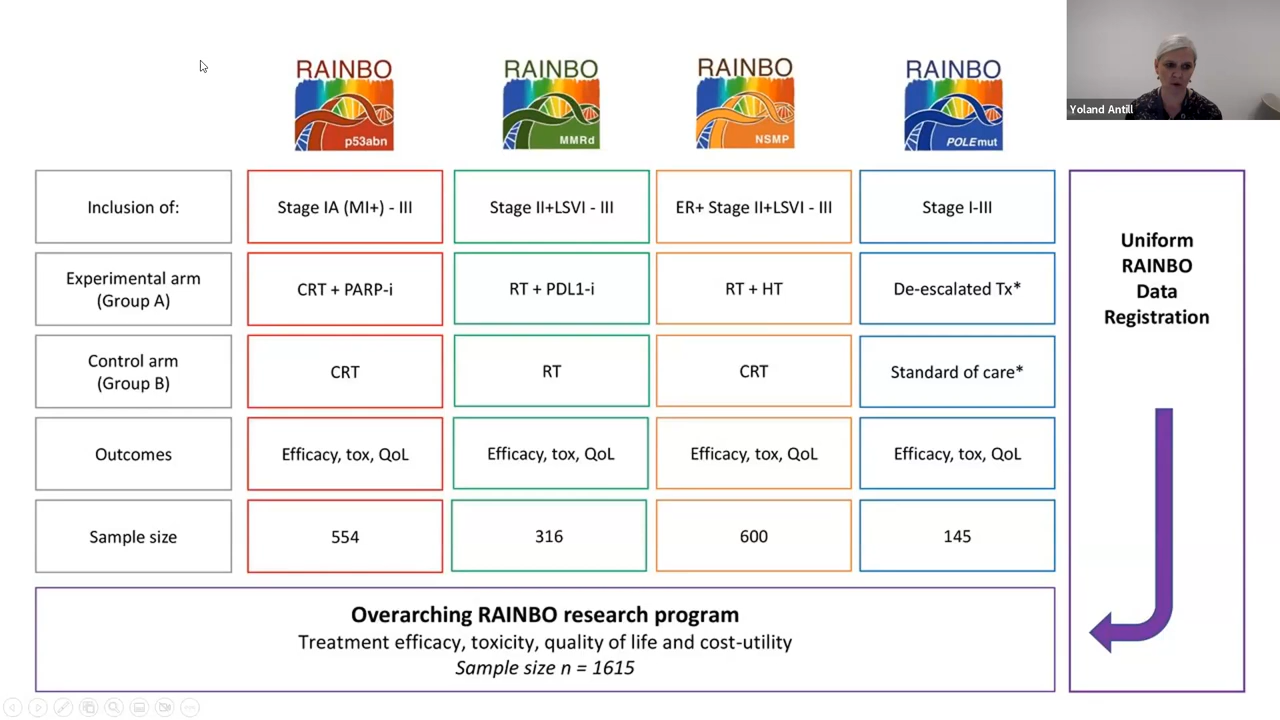 RAINBO
p53abn
RAINBO
MMRd
RAINBO
NSMP
RAINBO
POLEmut
Yoland Antill
Inclusion of:
Stage IA (MI+) - III
Stage II+LSVI - III
ER+ Stage II+LSVI - III
Stage I-III
Experimental arm
(Group A)
CRT + PARP-i
RT + PDL1-i
RT + HT
De-escalated Tx*
Control arm
(Group B)
CRT
RT
CRT
Standard of care*
Outcomes
Efficacy, tox, QoL
Efficacy, tox, QoL
Efficacy, tox, QoL
Efficacy, tox, QoL
Sample size
554
316
600
145
Uniform
RAINBO
Data
Registration
Overarching RAINBO research program
Treatment efficacy, toxicity, quality of life and cost-utility
Sample size n = 1615